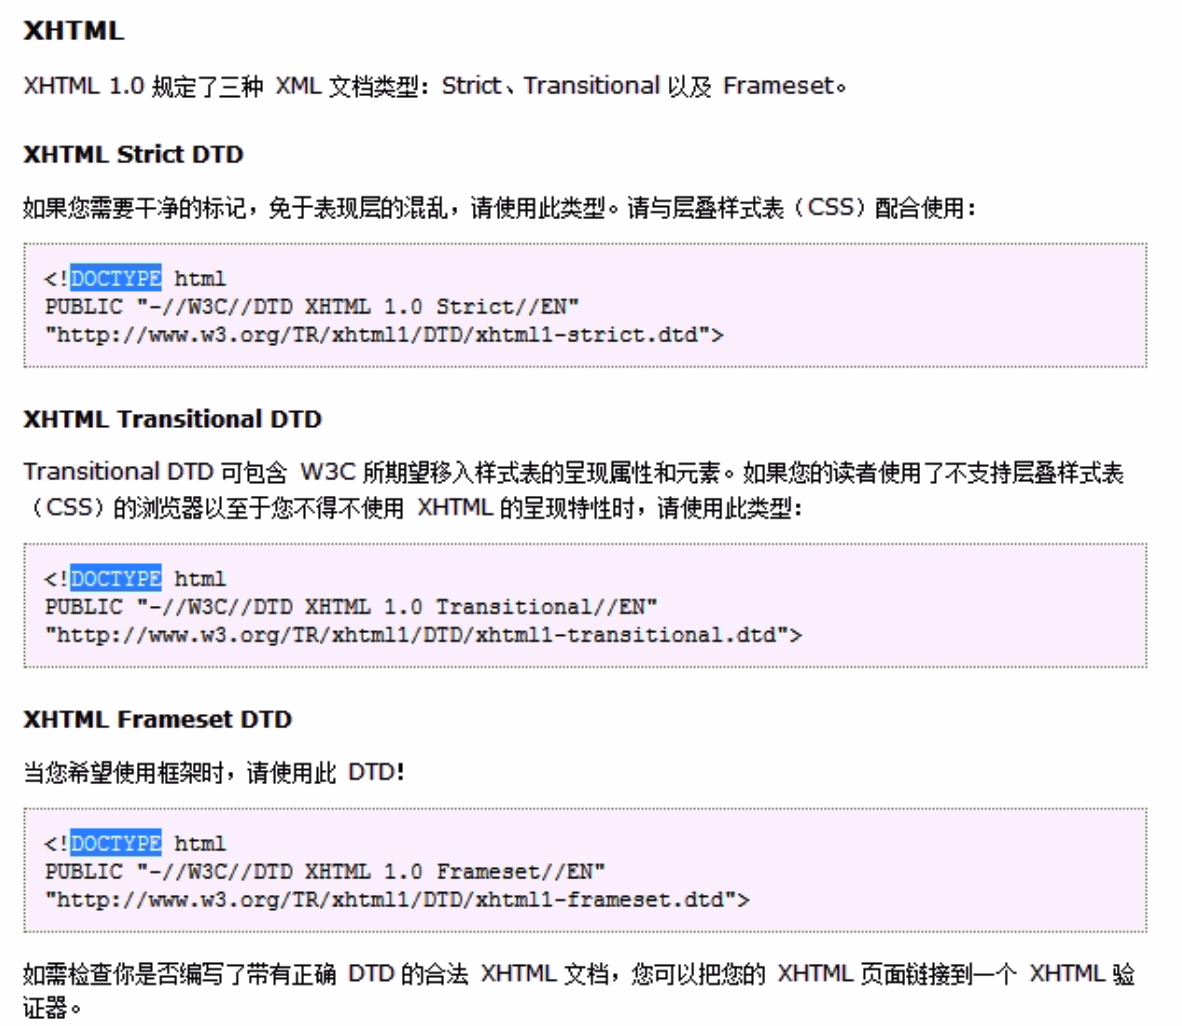 XHTML
XHTML 1.0 规定了三种 XML 文档类型：Strict、Transitional 以及 Frameset。
XHTML Strict DTD
如果您需要干净的标记，免于表现层的混乱，请使用此类型。请与层叠样式表（CSS）配合使用：
<!DOCTYPE html
PUBLIC "-//W3C//DTD XHTML 1.0 Strict//EN"
"http://www.w3.org/TR/xhtml1/DTD/xhtml1-strict.dtd">
XHTML Transitional DTD
Transitional DTD 可包含 W3C 所期望移入样式表的呈现属性和元素。如果您的读者使用了不支持层叠样式表
（CSS）的浏览器以至于您不得不使用 XHTML 的呈现特性时，请使用此类型：
<!DOCTYPE html
PUBLIC "-//W3C//DTD XHTML 1.0 Transitional//EN"
"http://www.w3.org/TR/xhtml1/DTD/xhtml1-transitional.dtd">
XHTML Frameset DTD
当您希望使用框架时，请使用此 DTD!
<!DOCTYPE html
PUBLIC "-//W3C//DTD XHTML 1.0 Frameset//EN"
"http://www.w3.org/TR/xhtml1/DTD/xhtml1-frameset.dtd">
如需检查你是否编写了带有正确 DTD 的合法 XHTML 文档，您可以把您的 XHTML 页面链接到一个 XHTML 验
证器。